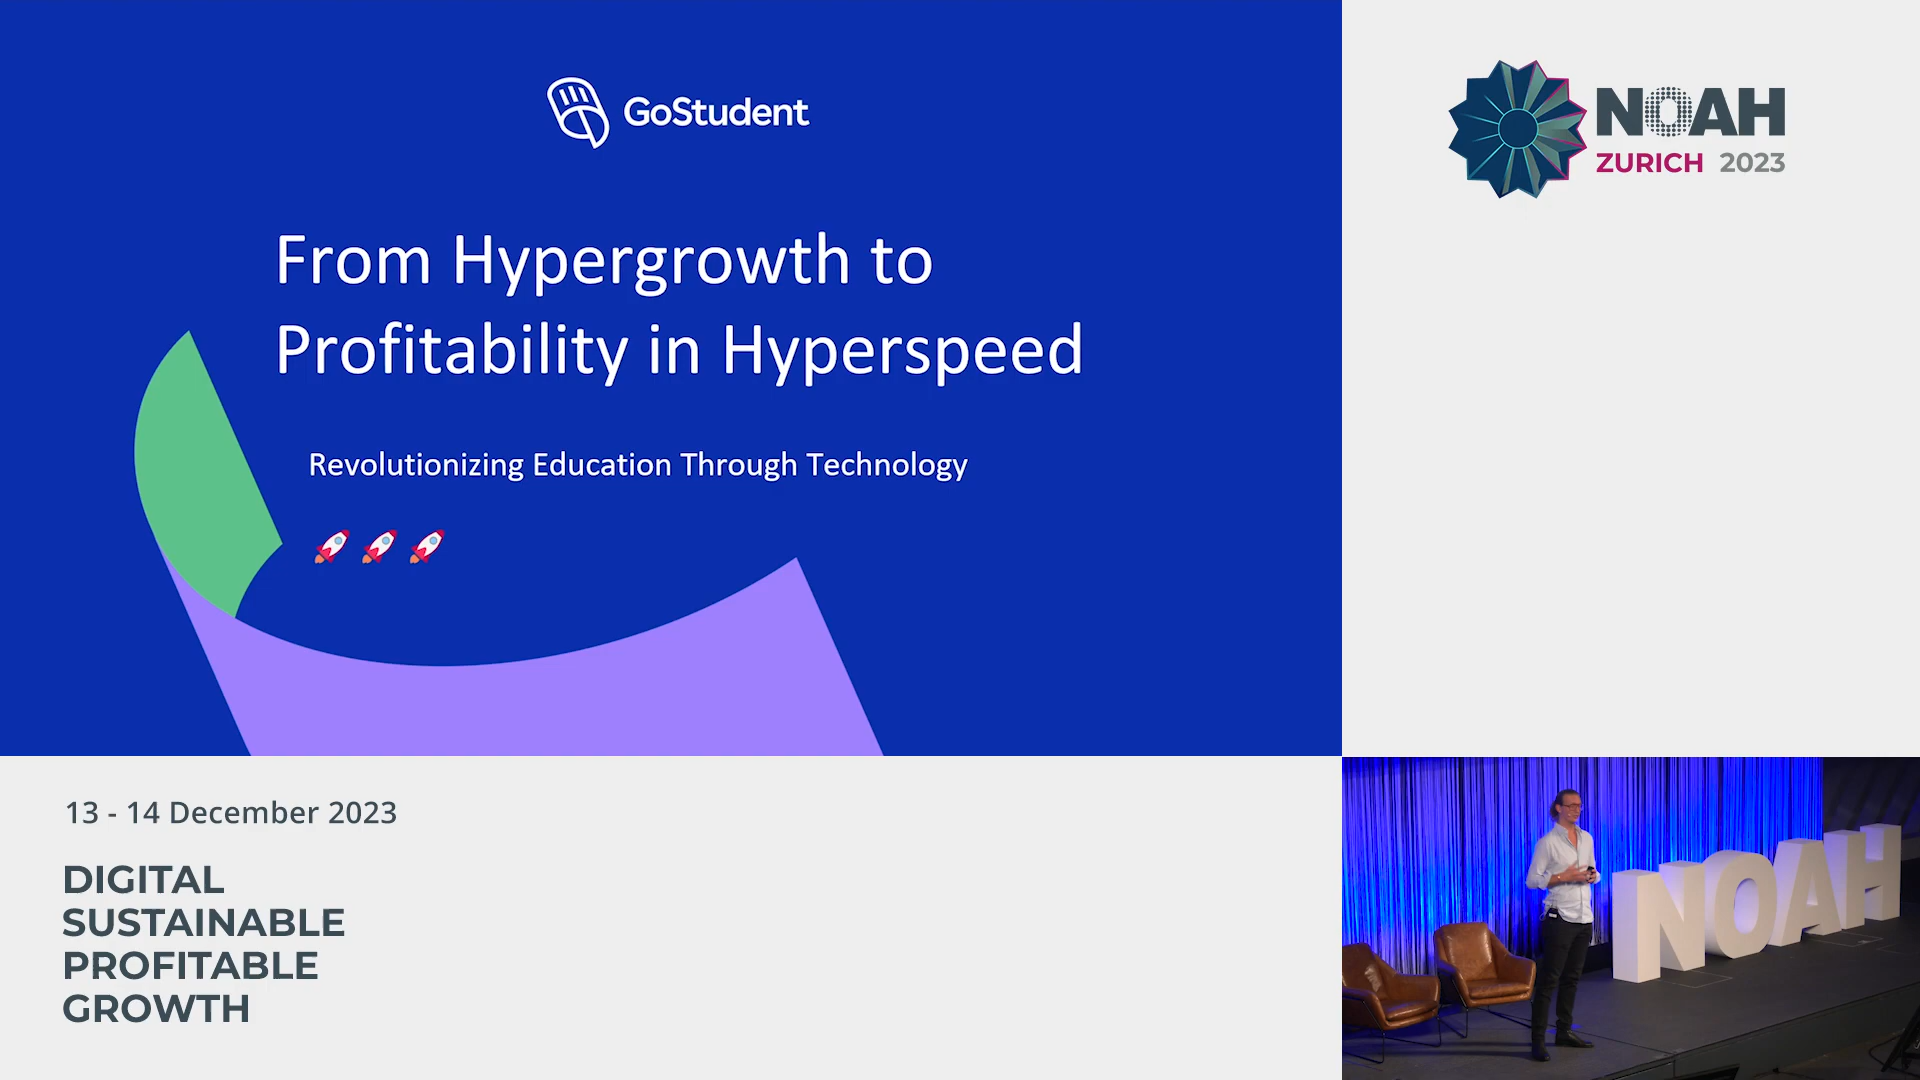 GoStudent
From Hypergrowth to
Profitability in Hyperspeed
Revolutionizing Education Through Technology
NOAH
ZURICH 2023
13 - 14 December 2023
DIGITAL
SUSTAINABLE
PROFITABLE
GROWTH
NOAH